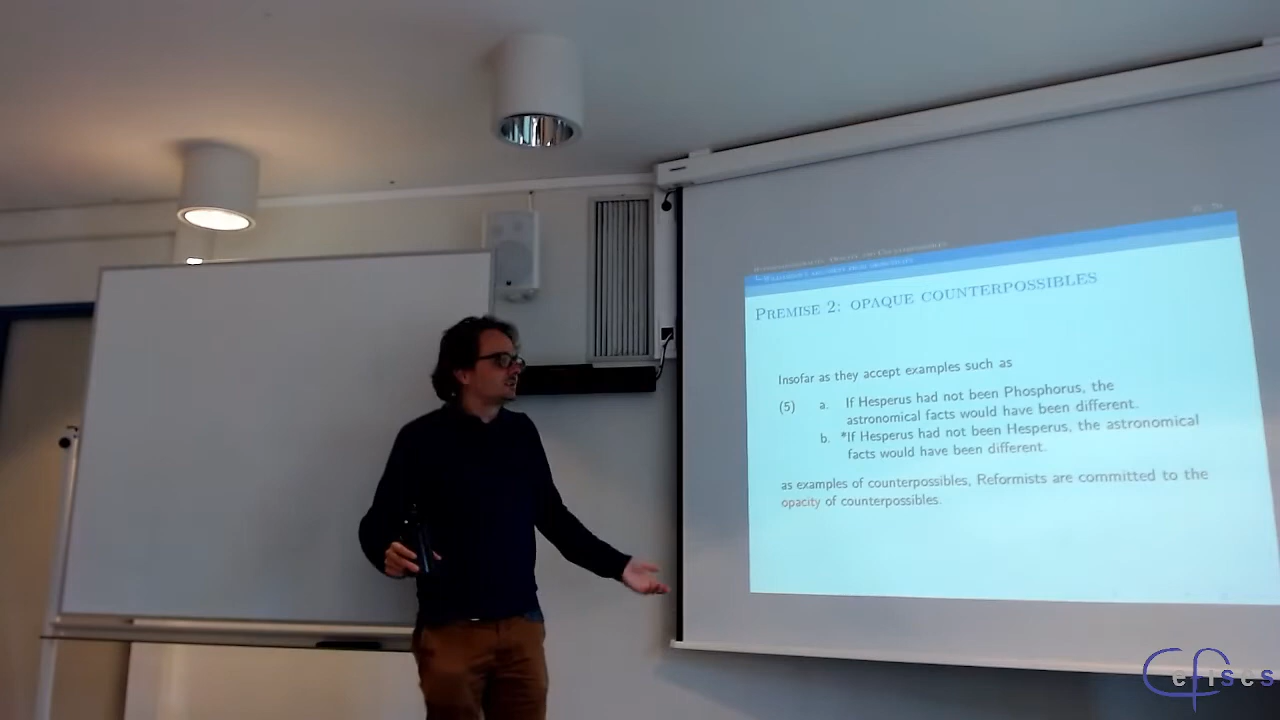 PREMISE 2: OPAQUE COUNTERPOSSIBLES
Insofar as they accept examples such as
(5) a. If Hesperus had not been Phosphorus, the
astronomical facts would have been different.
b. *If Hesperus had not been Hesperus, the astronomical
facts would have been different.
as examples of counterpossibles, Reformists are committed to the
opacity of counterpossibles.
Cefises